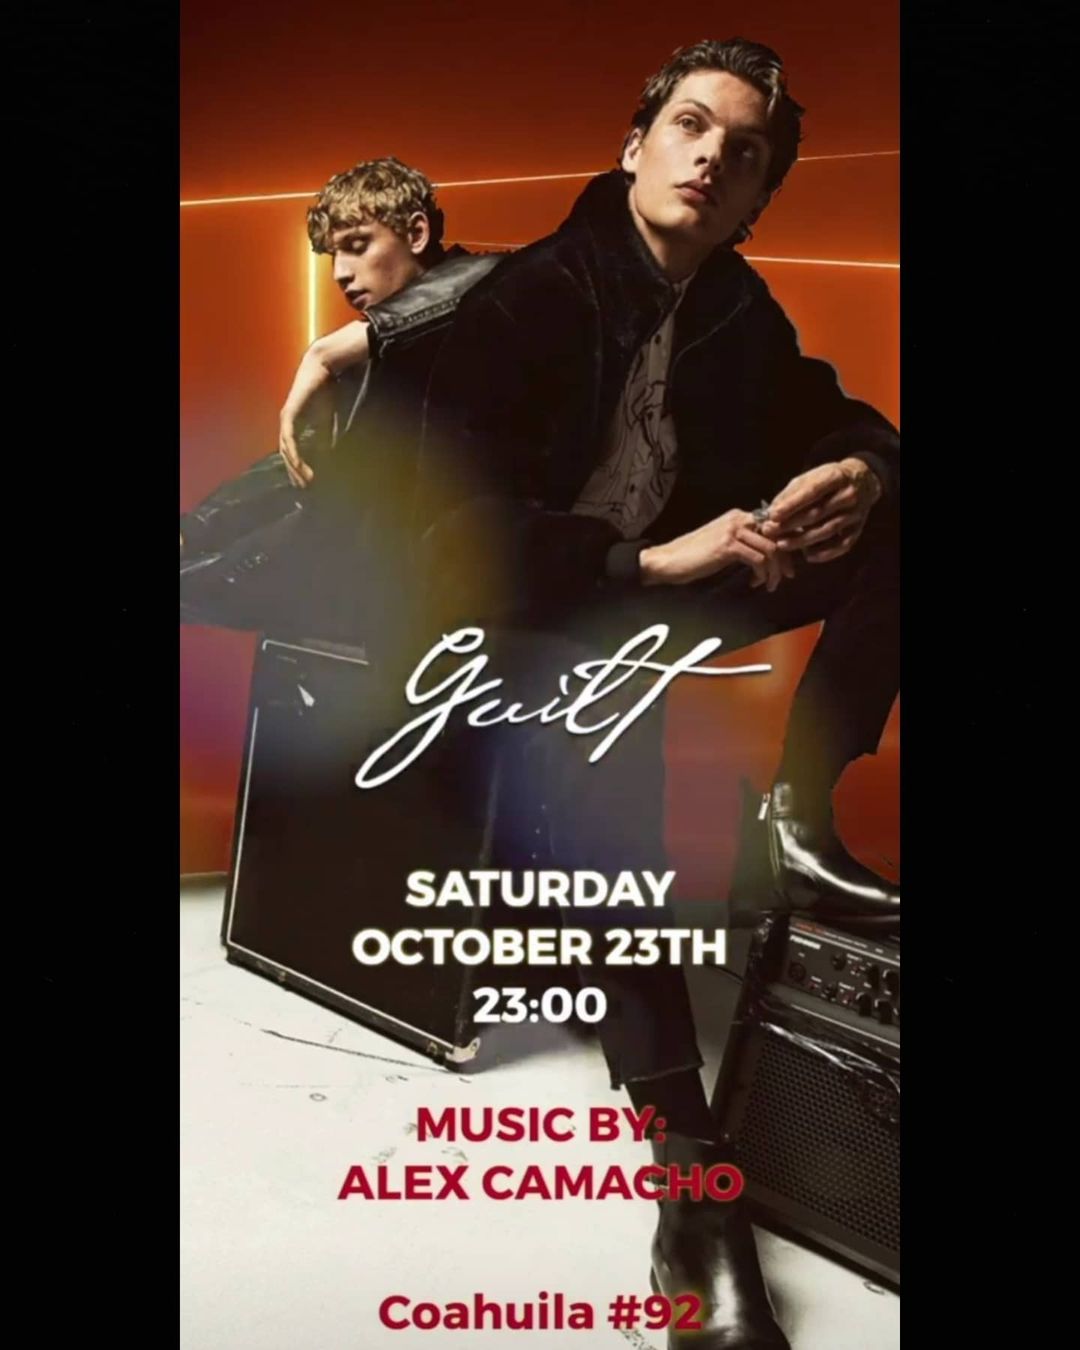 guilt
SATURDAY
OCTOBER 23TH
23:00
MUSIC BY:
ALEX CAMACHO
Coahuila #92